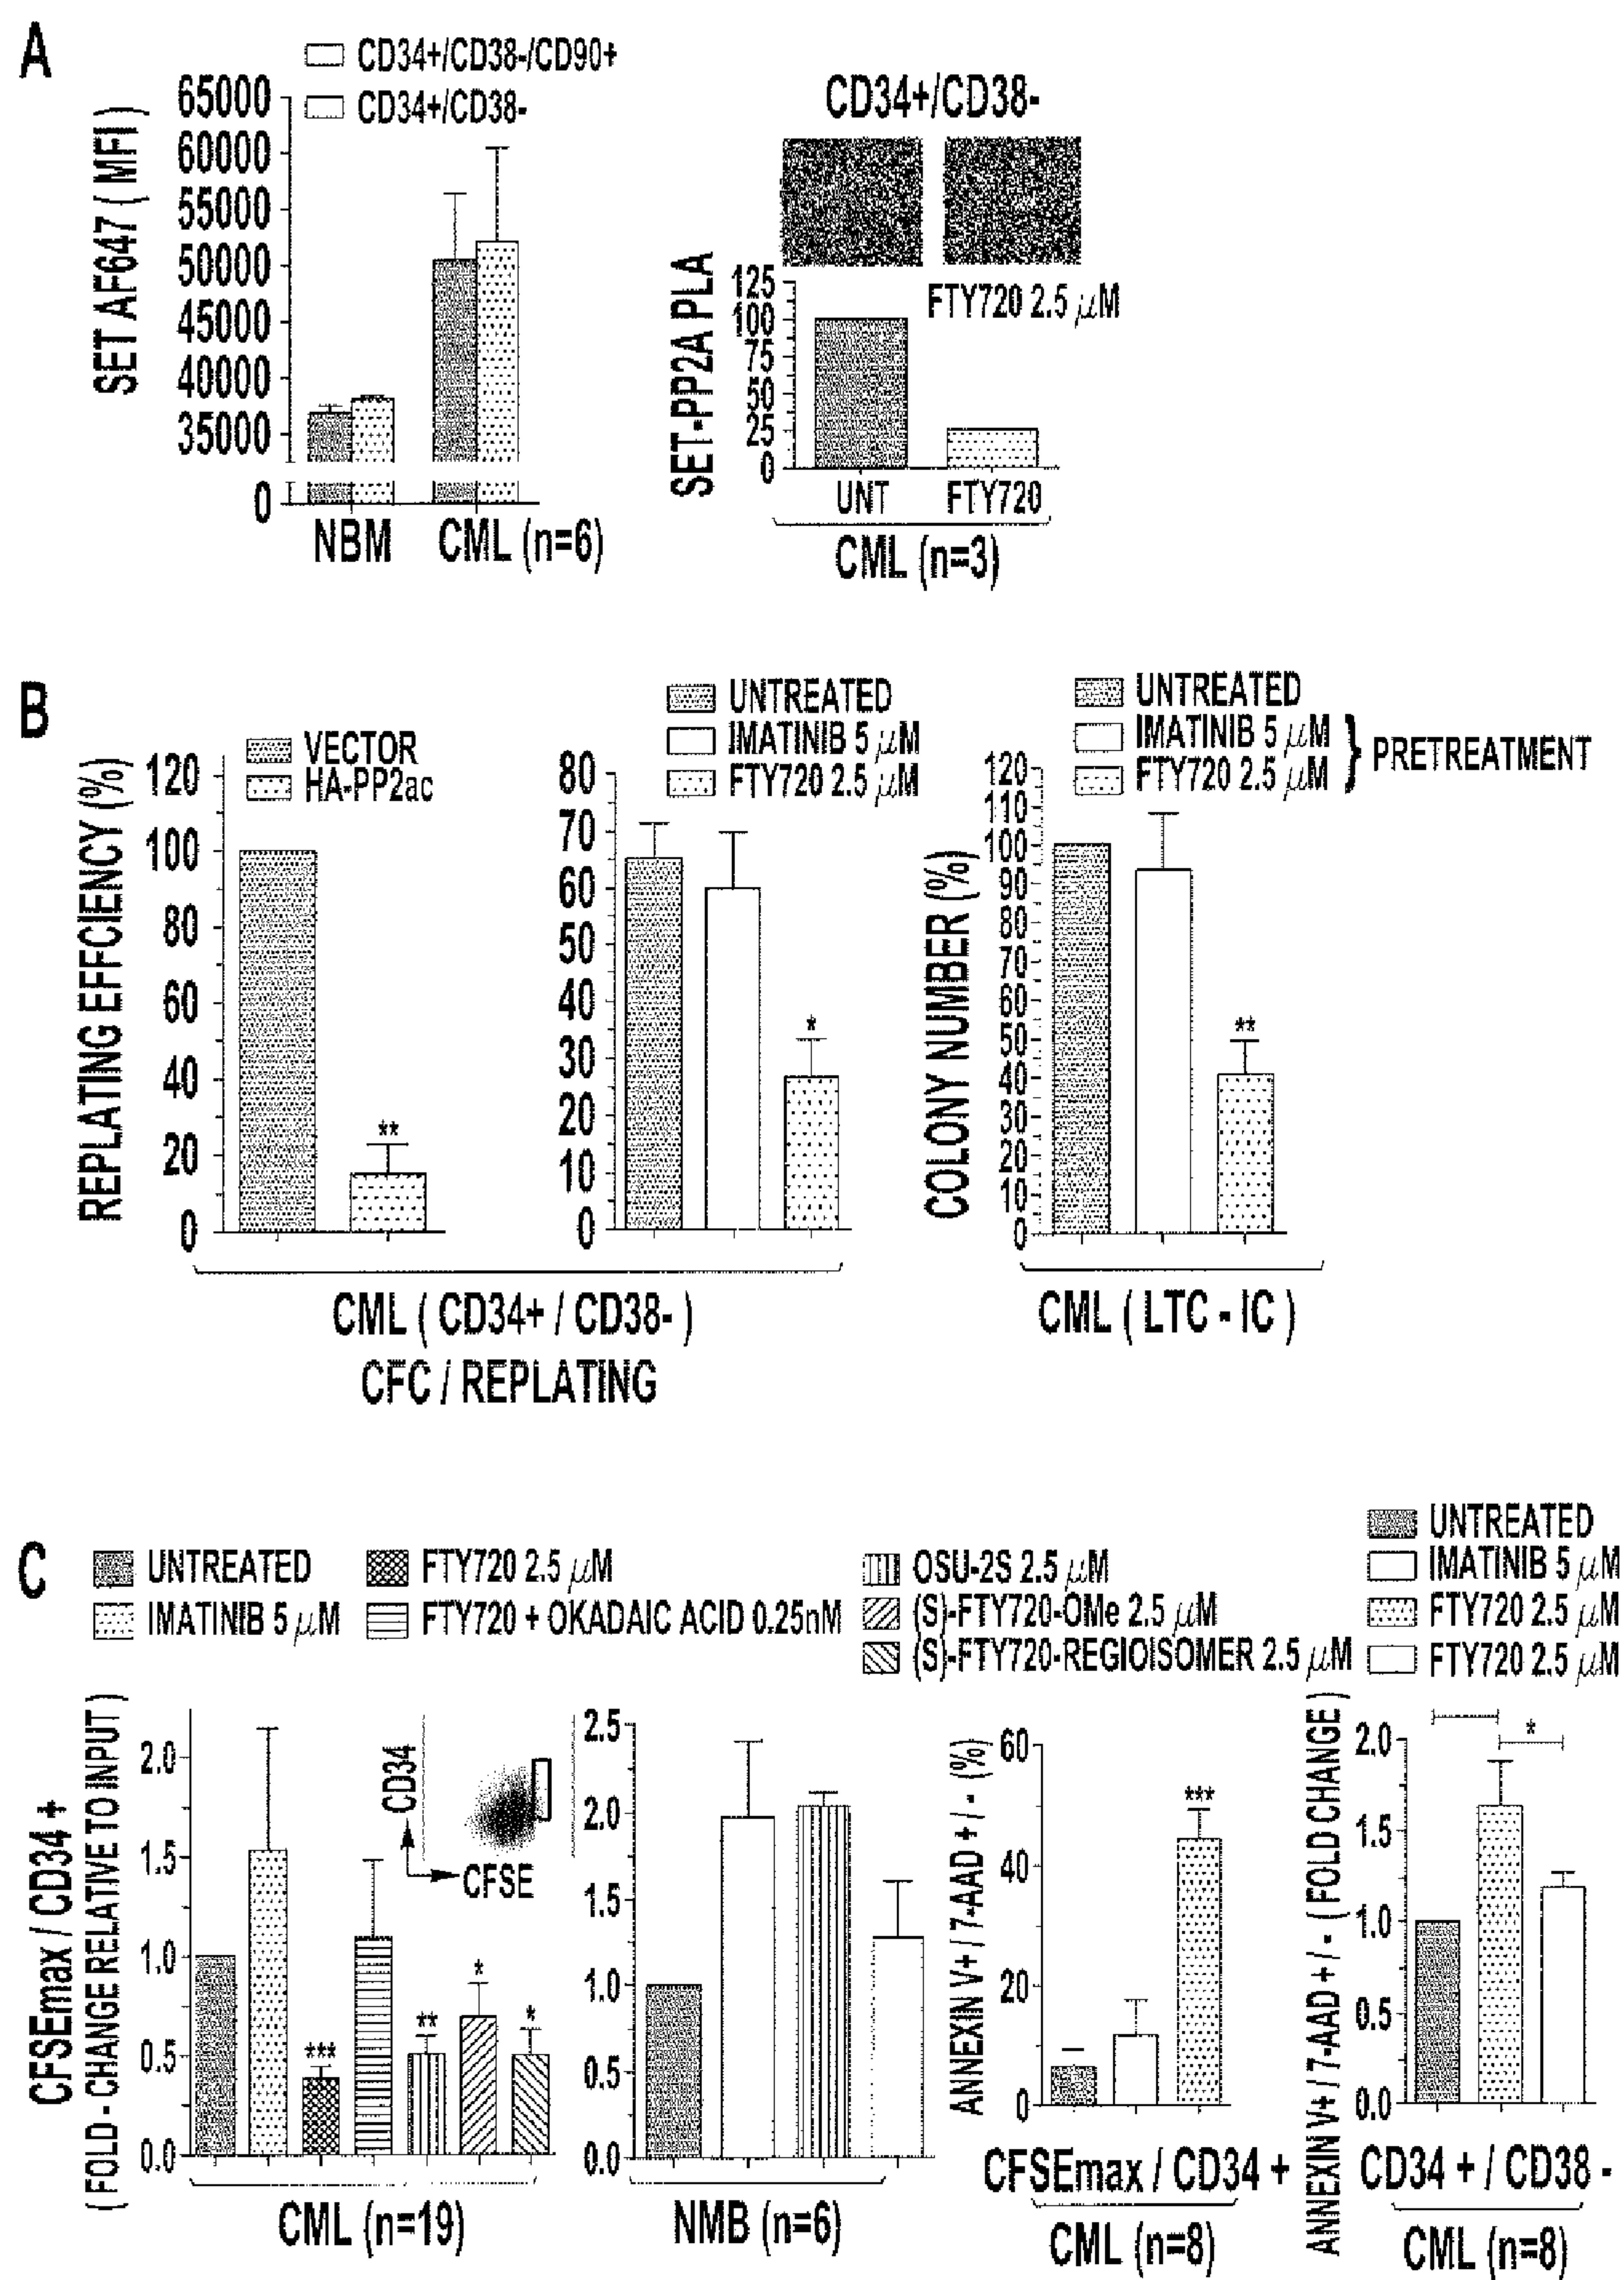 A
CD34+/CD38-/CD90+
CD34+/CD38-
SET AF647 ( MFI )
65000
60000
55000
50000
45000
40000
35000
0
NBM
CML (n=6)
CD34+/CD38-
SET-PP2A PLA
125
100
75
50
25
0
FTY720 2.5 μM
UNT
FTY720
CML (n=3)
B
VECTOR
HA-PP2ac
REPLATING EFFCIENCY (%)
120
100
80
60
40
20
0
**
UNTREATED
IMATINIB 5 μM
FTY720 2.5 μM
80
70
60
50
40
30
20
10
0
*
CML ( CD34+ / CD38- )
CFC / REPLATING
UNTREATED
IMATINIB 5 μM
FTY720 2.5 μM
} PRETREATMENT
COLONY NUMBER (%)
120
110
100
90
80
70
60
50
40
30
20
10
0
**
CML ( LTC - IC )
C
UNTREATED
IMATINIB 5 μM
FTY720 2.5 μM
FTY720 + OKADAIC ACID 0.25nM
OSU-2S 2.5 μM
(S)-FTY720-OMe 2.5 μM
(S)-FTY720-REGIOISOMER 2.5 μM
UNTREATED
IMATINIB 5 μM
FTY720 2.5 μM
FTY720 2.5 μM
CFSEmax / CD34 +
( FOLD - CHANGE RELATIVE TO INPUT )
2.0
1.5
1.0
0.5
0.0
***
**
*
*
CD34
CFSE
CML (n=19)
2.5
2.0
1.5
1.0
0.5
0.0
NMB (n=6)
ANNEXIN V+ / 7-AAD + / - (%)
60
40
20
0
***
CFSEmax / CD34 +
CML (n=8)
ANNEXIN V+ / 7-AAD + / - ( FOLD CHANGE )
2.0
1.5
1.0
0.5
0.0
*
CD34 + / CD38 -
CML (n=8)